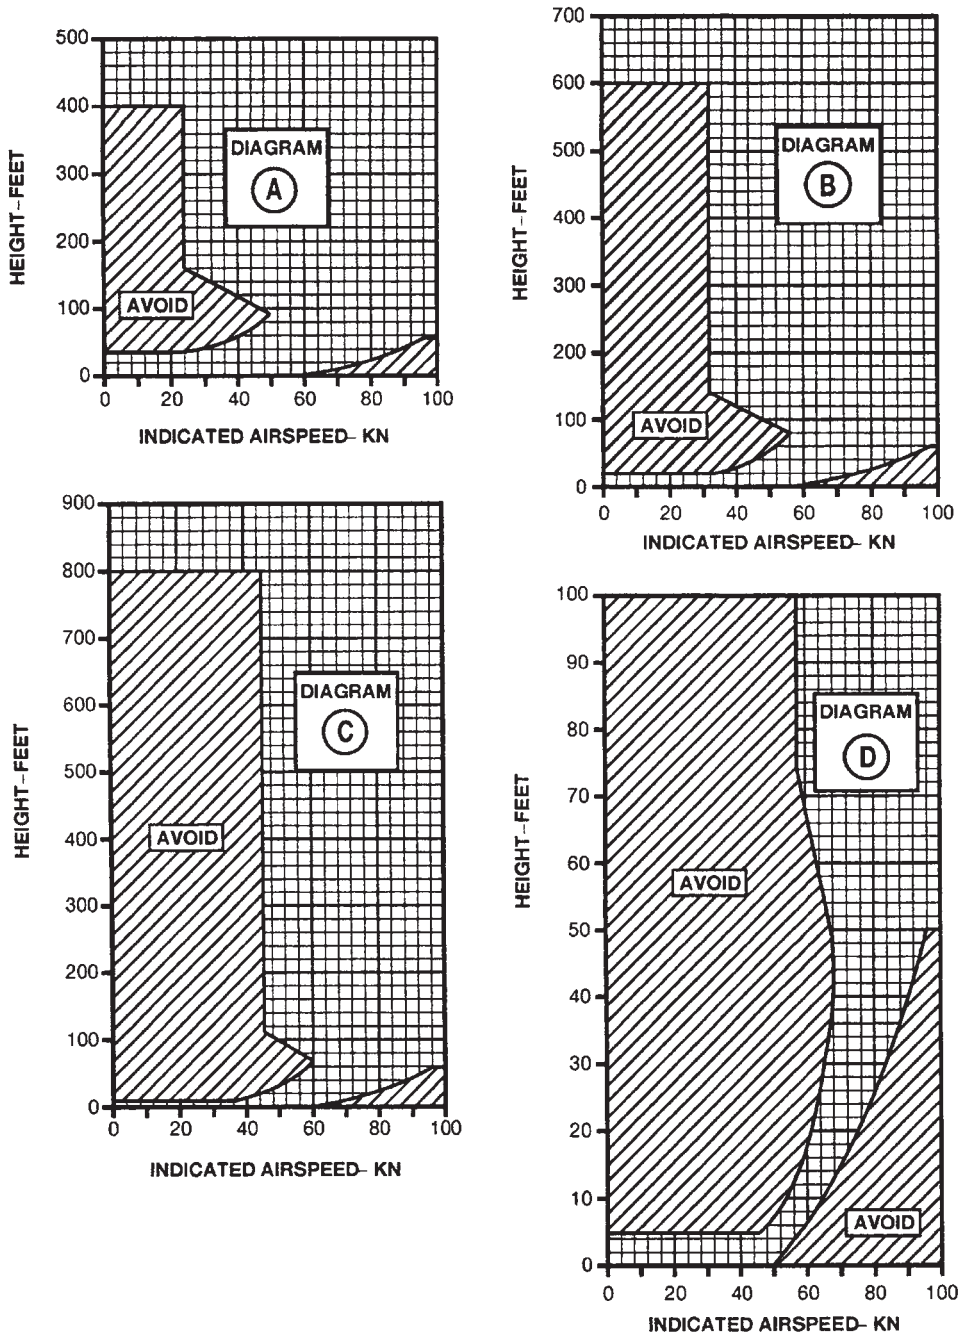 500
400
300
200
100
0
HEIGHT–FEET
DIAGRAM
A
AVOID
0 20 40 60 80 100
INDICATED AIRSPEED– KN
700
600
500
400
300
200
100
0
HEIGHT–FEET
DIAGRAM
B
AVOID
0 20 40 60 80 100
INDICATED AIRSPEED– KN
900
800
700
600
500
400
300
200
100
0
HEIGHT–FEET
DIAGRAM
C
AVOID
0 20 40 60 80 100
INDICATED AIRSPEED– KN
100
90
80
70
60
50
40
30
20
10
0
HEIGHT–FEET
DIAGRAM
D
AVOID
AVOID
0 20 40 60 80 100
INDICATED AIRSPEED– KN